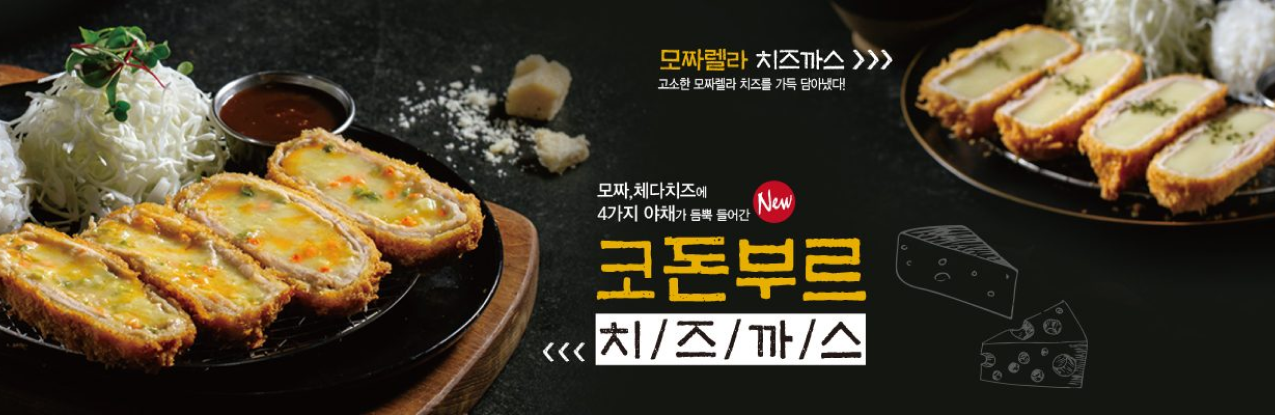 모짜렐라 치즈까스 >>>
고소한 모짜렐라 치즈를 가득 담아냈다!
모짜,체다치즈에
4가지 야채가 듬뿍 들어간
New
코돈부르
<<< 치/즈/까/스